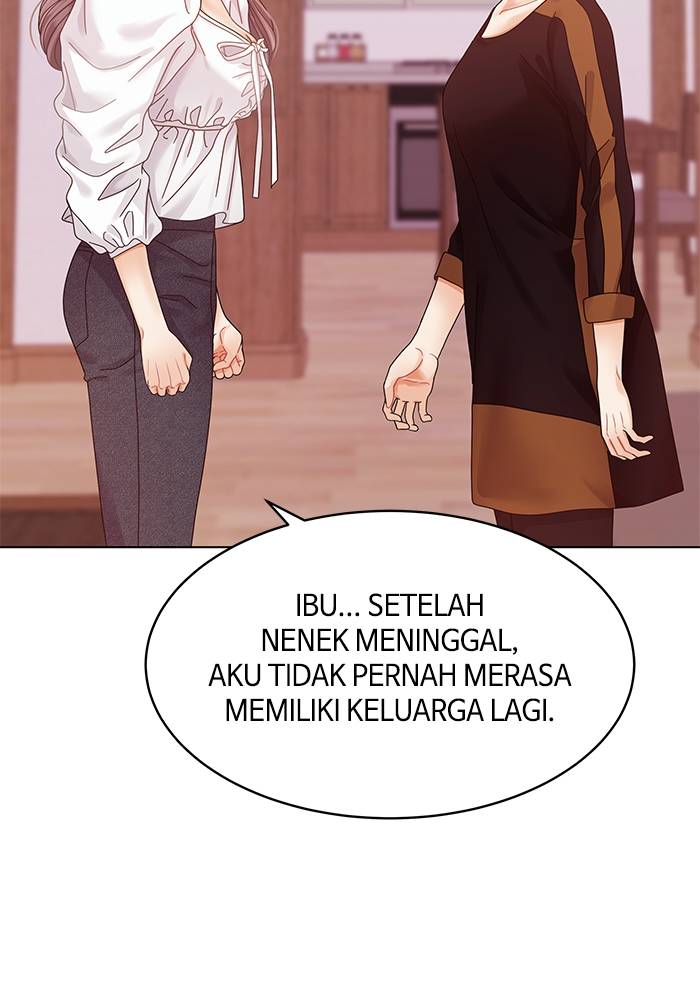 IBU... SETELAH
NENEK MENINGGAL,
AKU TIDAK PERNAH MERASA
MEMILIKI KELUARGA LAGI.